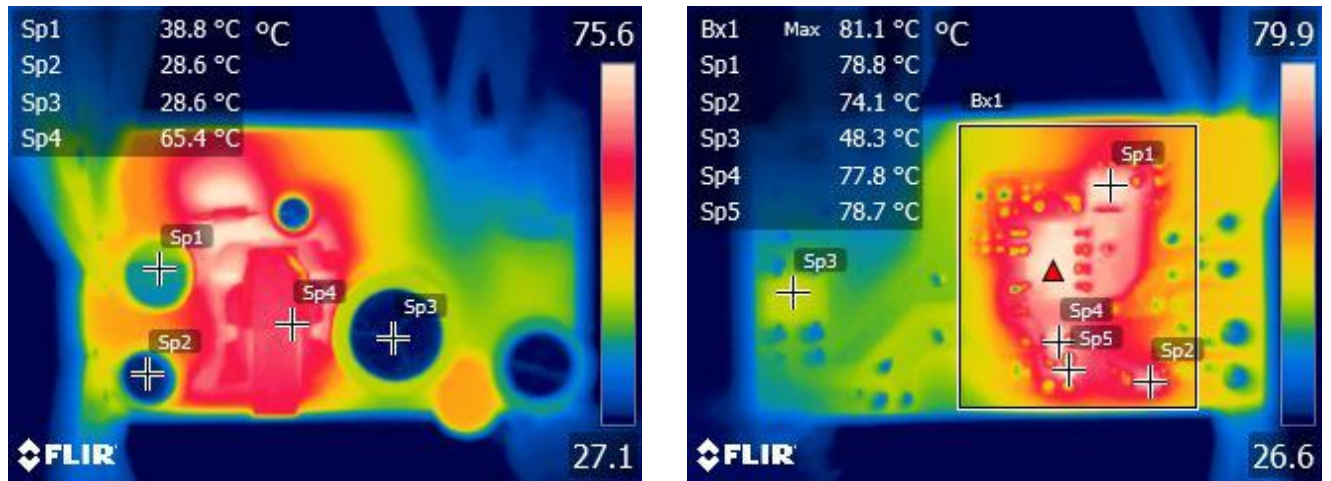 Sp1 38.8 °C °C 75.6
Sp2 28.6 °C
Sp3 28.6 °C
Sp4 65.4 °C
Sp1
Sp4 Sp3
Sp2
FLIR 27.1
Bx1 Max 81.1 °C °C 79.9
Sp1 78.8 °C
Sp2 74.1 °C Bx1
Sp3 48.3 °C
Sp4 77.8 °C Sp1
Sp5 78.7 °C
Sp3
Sp4
Sp5 Sp2
FLIR 26.6